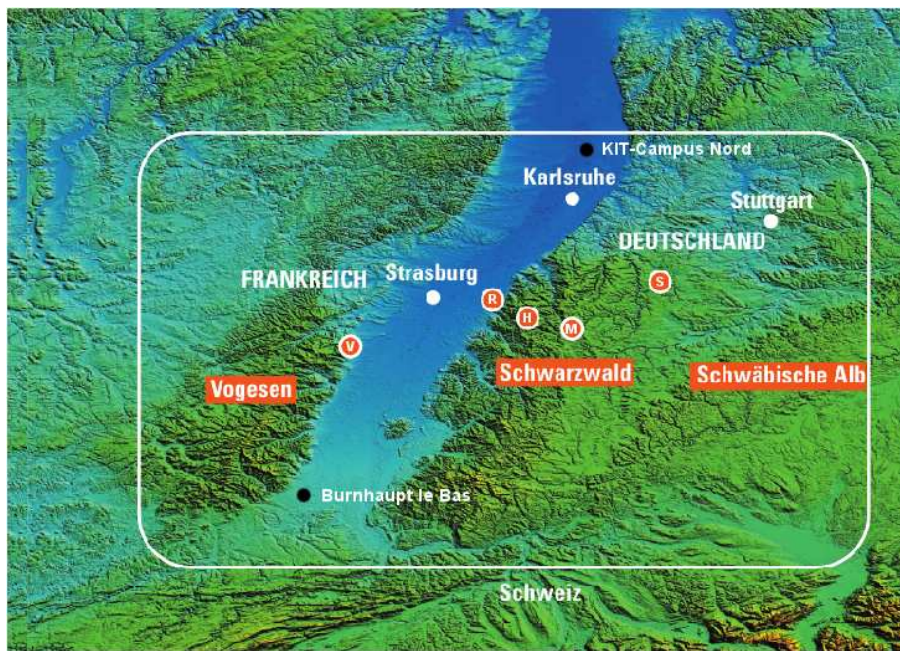 KIT-Campus Nord
Karlsruhe
Stuttgart
DEUTSCHLAND
FRANKREICH
Strasburg
S
R
H
M
V
Schwarzwald
Schwäbische Alb
Vogesen
Burnhaupt le Bas
Schweiz